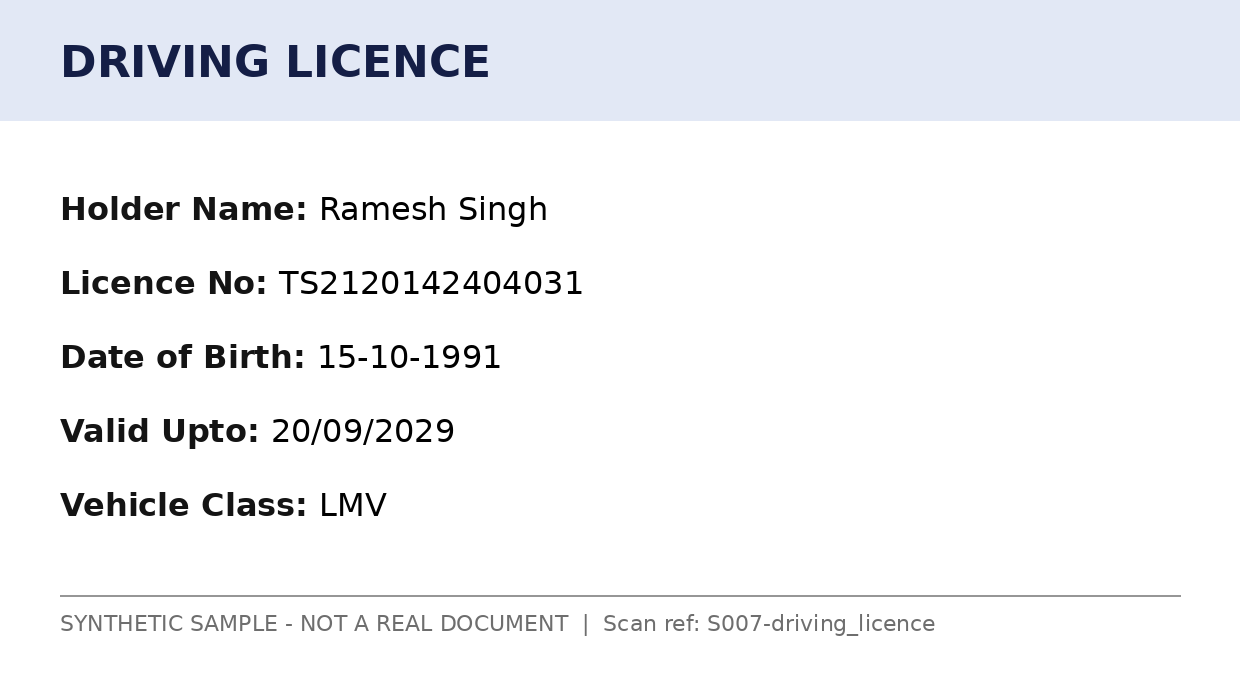 DRIVING LICENCE
Holder Name: Ramesh Singh
Licence No: TS2120142404031
Date of Birth: 15-10-1991
Valid Upto: 20/09/2029
Vehicle Class: LMV
SYNTHETIC SAMPLE - NOT A REAL DOCUMENT | Scan ref: S007-driving_licence